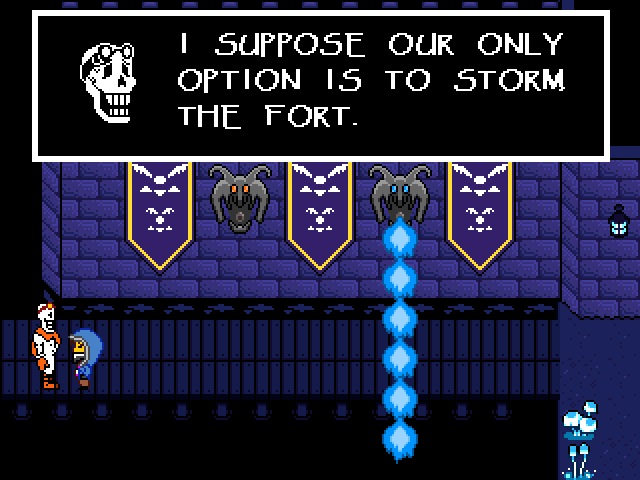 I SUPPOSE OUR ONLY
OPTION IS TO STORM
THE FORT.